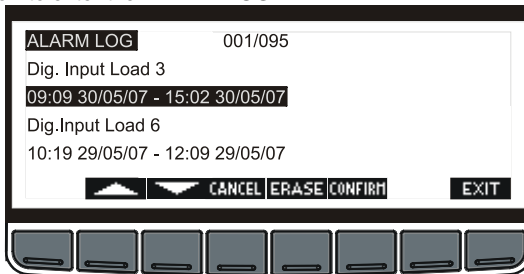 ALARM LOG 001/095
Dig. Input Load 3
09:09 30/05/07 - 15:02 30/05/07
Dig.Input Load 6
10:19 29/05/07 - 12:09 29/05/07
CANCEL ERASE CONFIRM EXIT